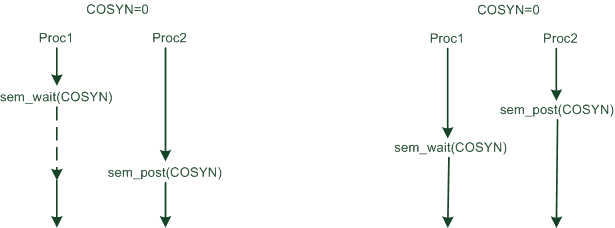 COSYN=0
Proc1
Proc2
sem_wait(COSYN)
sem_post(COSYN)
COSYN=0
Proc1
Proc2
sem_post(COSYN)
sem_wait(COSYN)